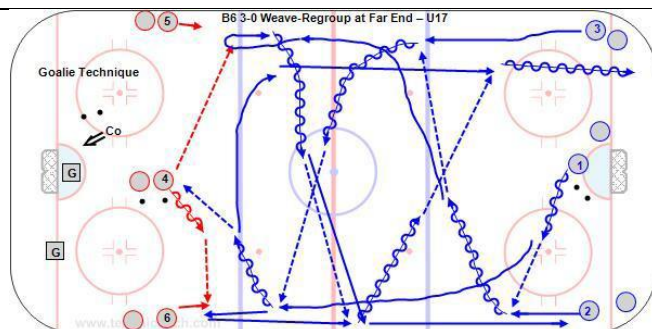 B6 3-0 Weave-Regroup at Far End – U17
5
3
Goalie Technique
Co
G
4
1
G
6
2